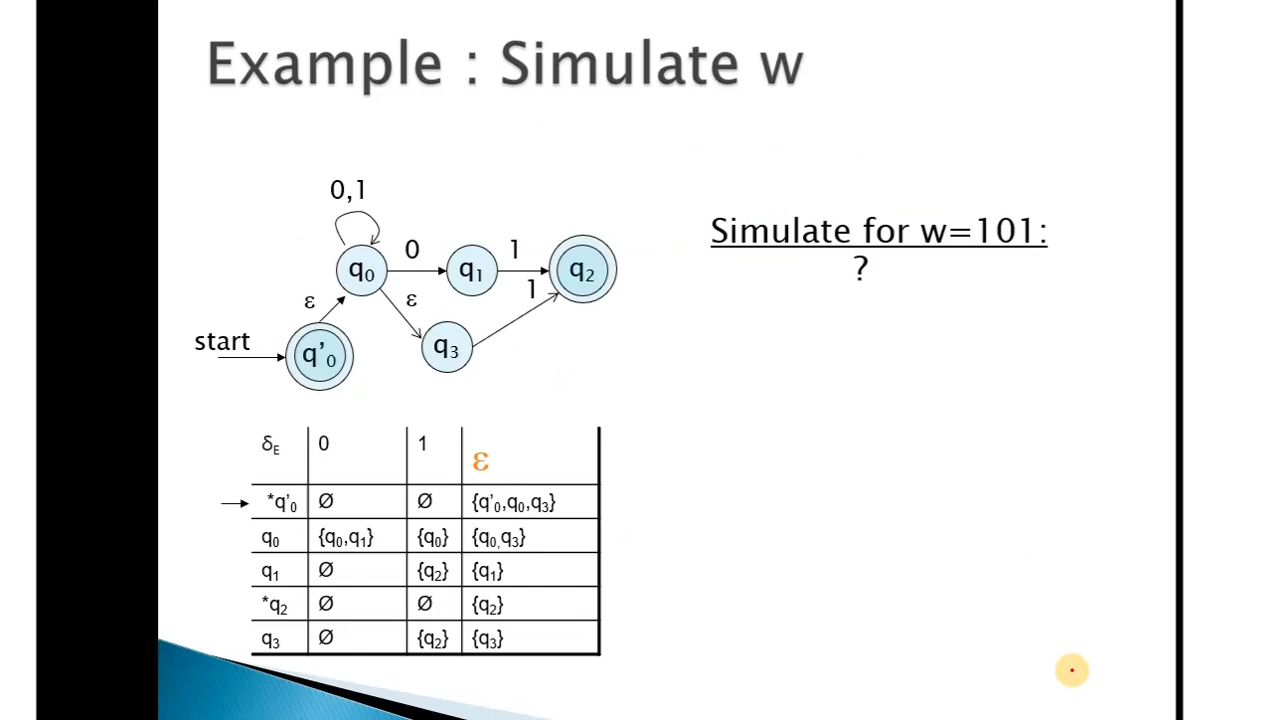 Example : Simulate w
0,1
Simulate for w=101:
?
0
1
q₀
q₁
q₂
ε
ε
1
start
q'₀
q₃
δE 0 1 ε
*q'₀ Ø Ø {q'₀,q₀,q₃}
q₀ {q₀,q₁} {q₀} {q₀,q₃}
q₁ Ø {q₂} {q₁}
*q₂ Ø Ø {q₂}
q₃ Ø {q₂} {q₃}